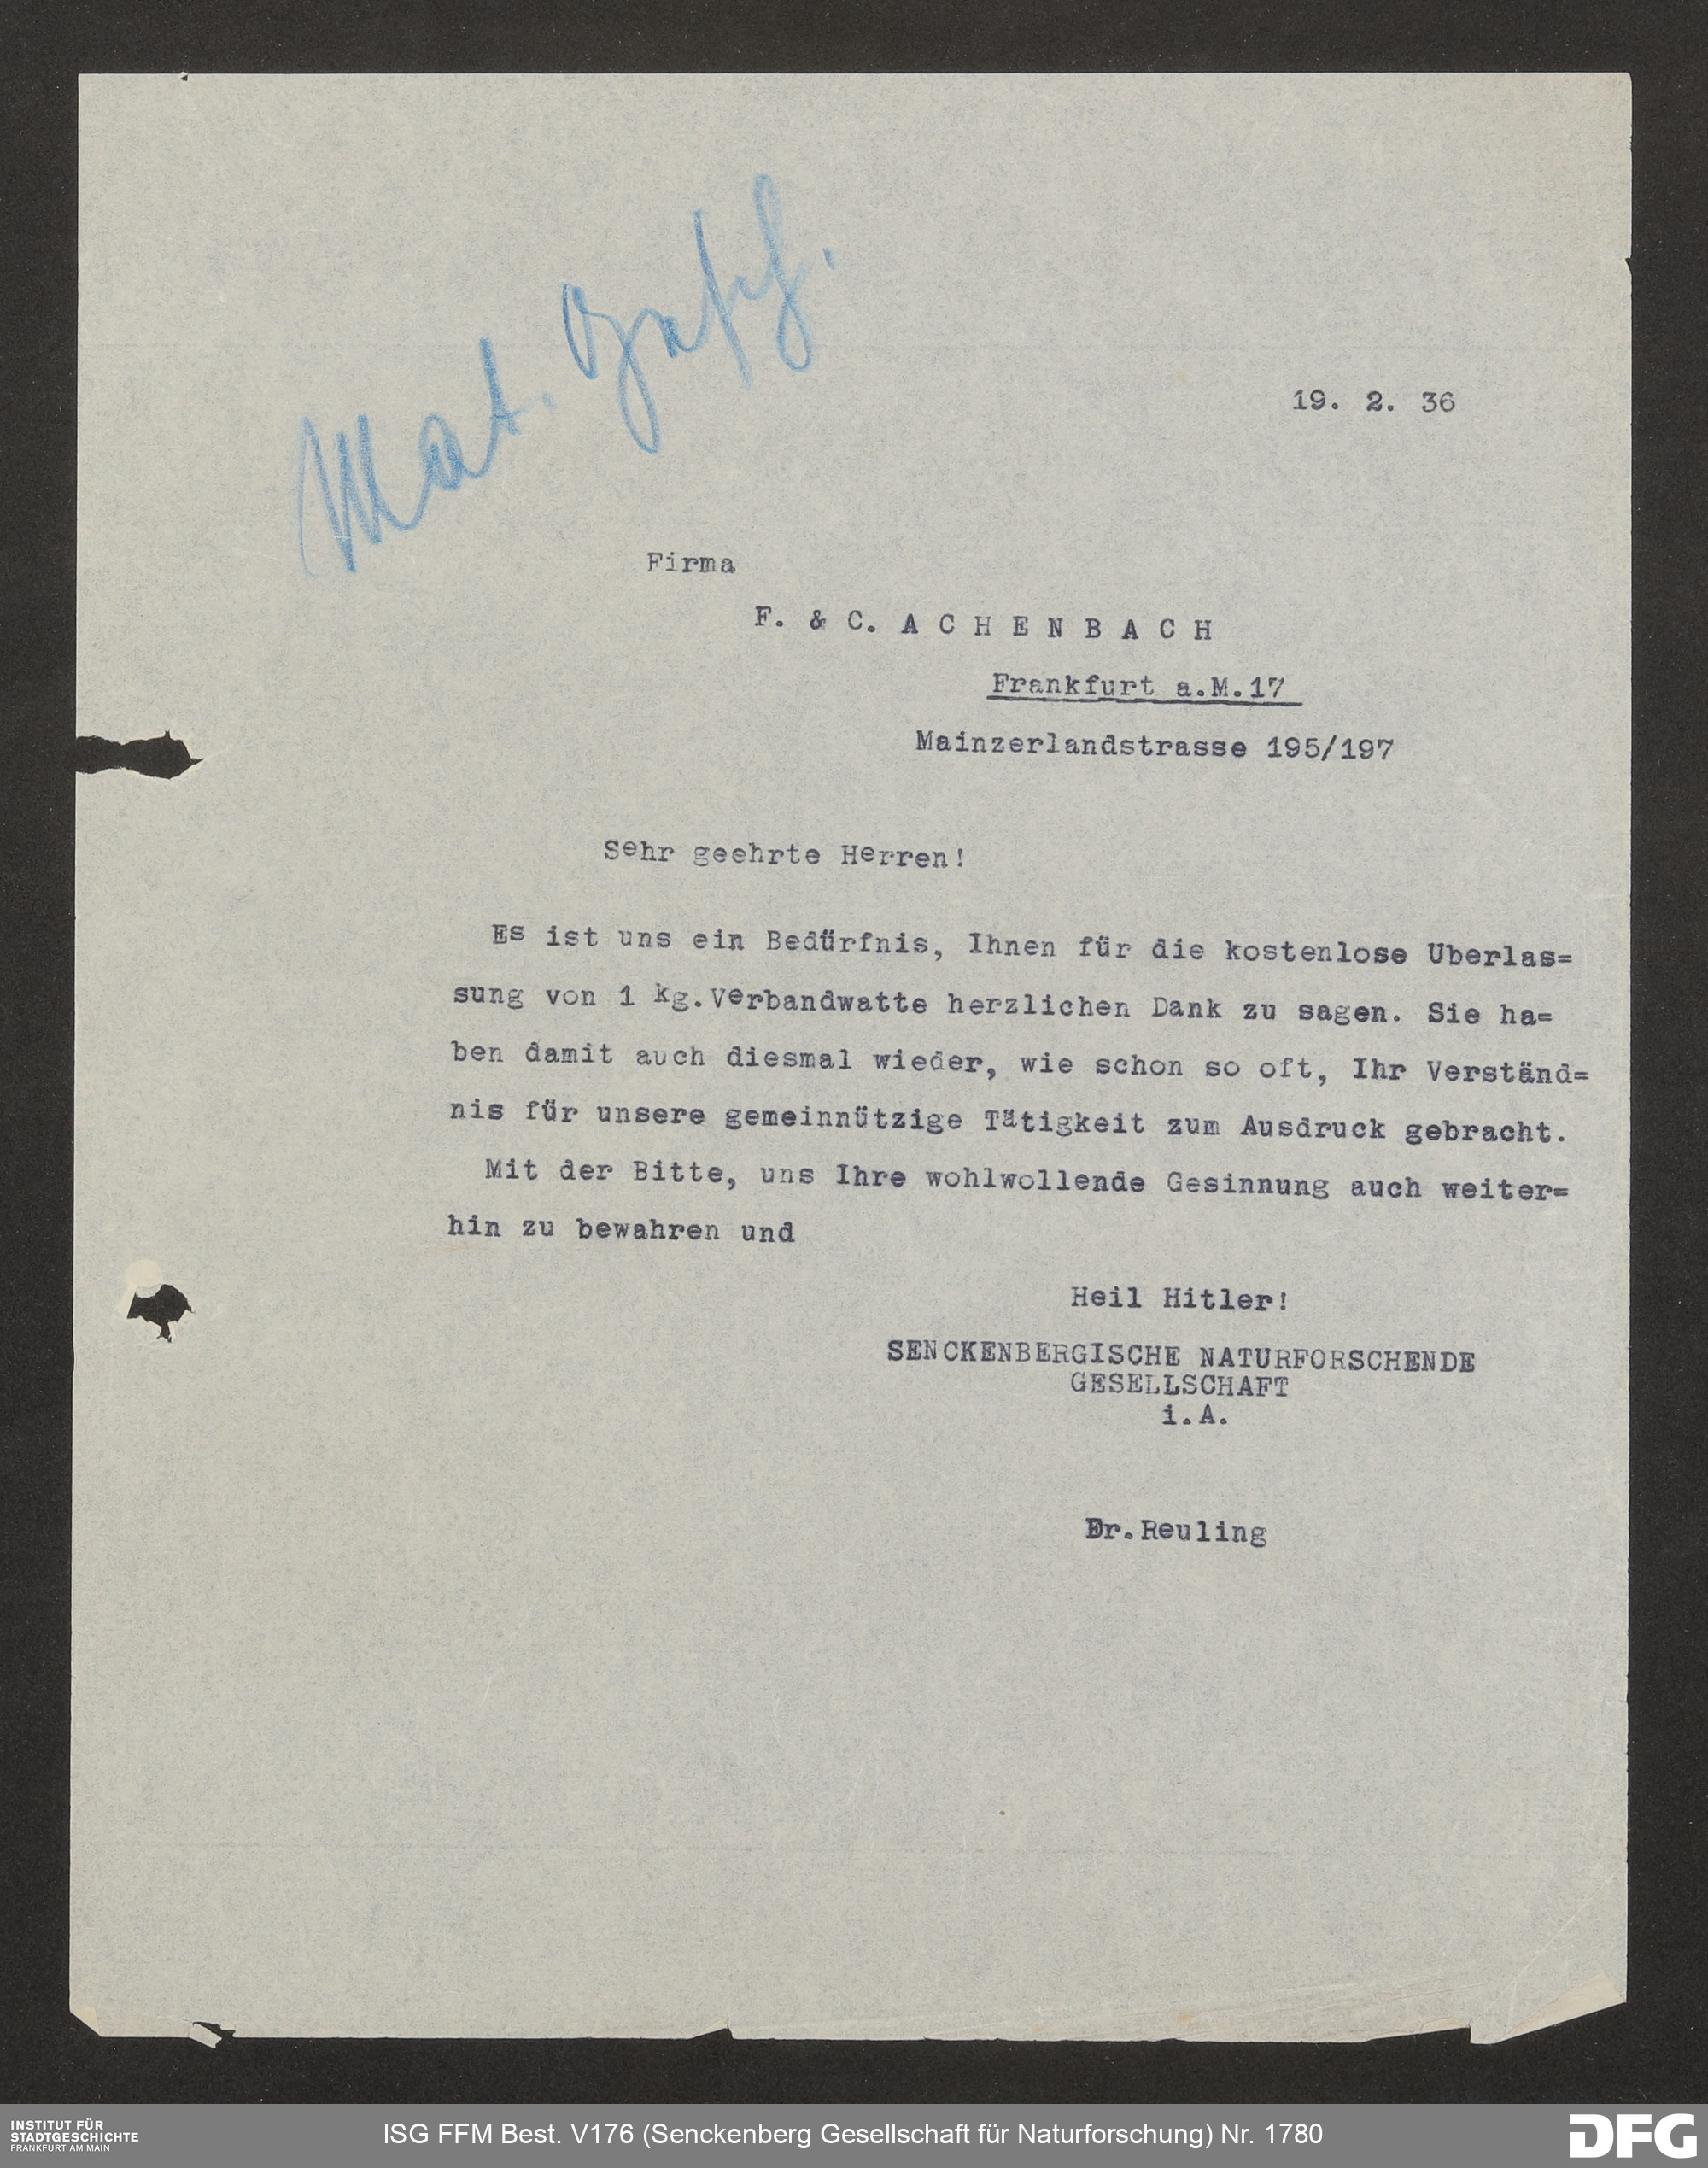 Mat.
19. 2. 36
Firma
F. & C. ACHENBACH
Frankfurt a.M.17
Mainzerlandstrasse 195/197
Sehr geehrte Herren!
Es ist uns ein Bedürfnis, Ihnen für die kostenlose Uberlas=
sung von 1 kg.Verbandwatte herzlichen Dank zu sagen. Sie ha=
ben damit auch diesmal wieder, wie schon so oft, Ihr Verständ=
nis für unsere gemeinnützige Tätigkeit zum Ausdruck gebracht.
Mit der Bitte, uns Ihre wohlwollende Gesinnung auch weiter=
hin zu bewahren und
Heil Hitler!
SENCKENBERGISCHE NATURFORSCHENDE
GESELLSCHAFT
i.A.
Dr.Reuling
INSTITUT FÜR
STADTGESCHICHTE
FRANKFURT AM MAIN
ISG FFM Best. V176 (Senckenberg Gesellschaft für Naturforschung) Nr. 1780
DFG